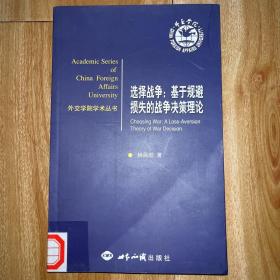 Academic Series
of
China Foreign
Affairs
University
外交学院学术丛书
选择战争：基于规避
损失的战争决策理论
Choosing War: A Loss-Aversion
Theory of War Decision
著
世界知识出版社